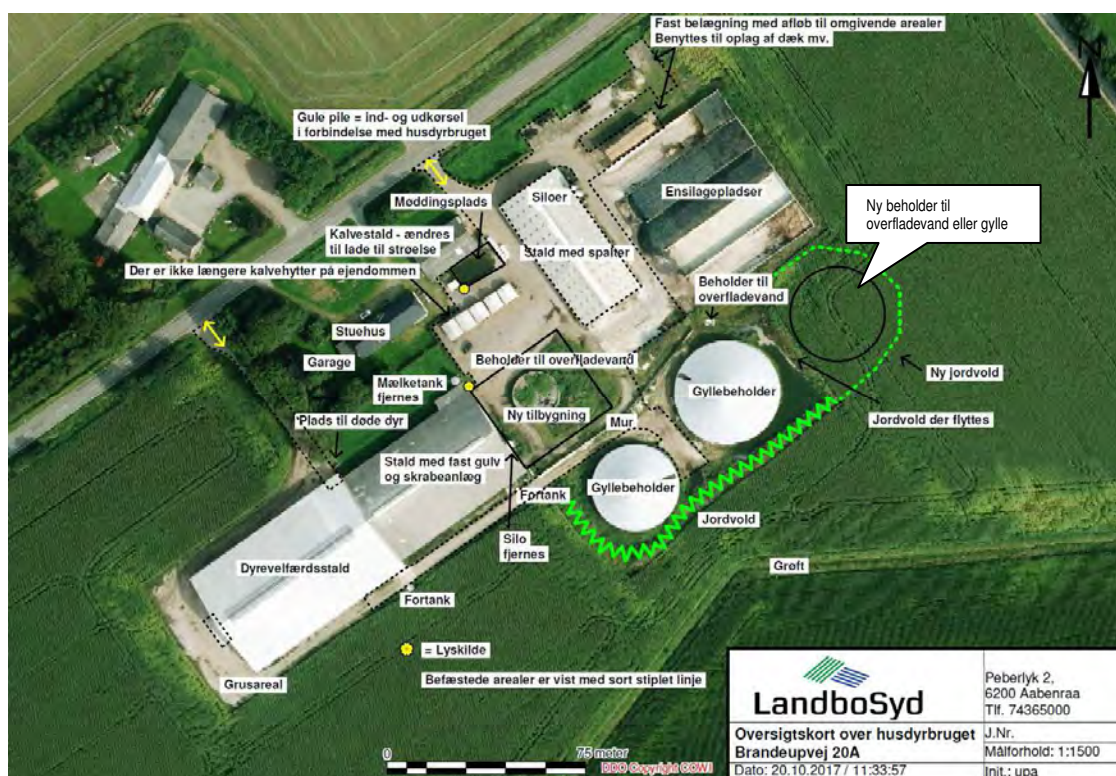 Fast belægning med afløb til omgivende arealer
Benyttes til oplag af dæk mv.
N
Gule pile = ind- og udkørsel
i forbindelse med husdyrbruget
Møddingsplads
Siloer
Ensilagepladser
Ny beholder til
overfladevand eller gylle
Kalvestald - ændres
til lade til strøelse
Stald med spalter
Der er ikke længere kalvehytter på ejendommen
Beholder til
overfladevand
Stuehus
Garage
Beholder til overfladevand
Mælketank
fjernes
Ny jordvold
Gyllebeholder
Ny tilbygning
Plads til døde dyr
Mur
Jordvold der flyttes
Stald med fast gulv
og skrabeanlæg
Gyllebeholder
Fortank
Jordvold
Silo
fjernes
Dyrevelfærdsstald
Grøft
Fortank
= Lyskilde
Grusareal
Befæstede arealer er vist med sort stiplet linje
0
75 meter
DDO Copyright COWI
LandboSyd
Peberlyk 2,
6200 Aabenraa
Tlf. 74365000
Oversigtskort over husdyrbruget
Brandeupvej 20A
J.Nr.
Målforhold: 1:1500
Dato: 20.10.2017 / 11:33:57
Init.: upa